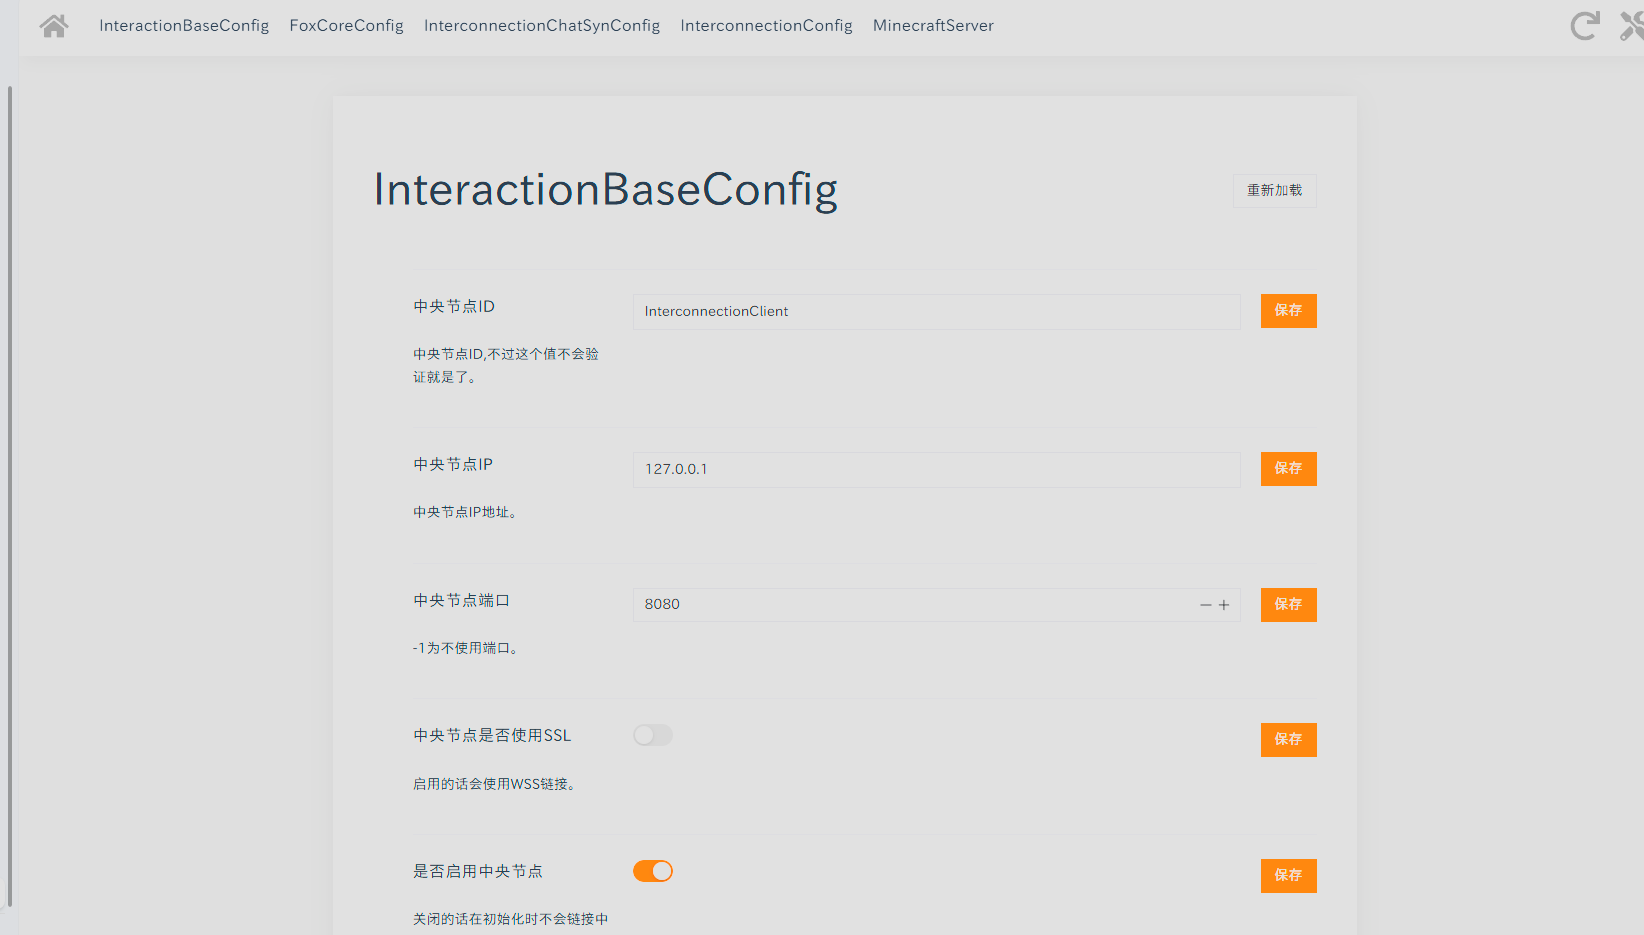 InteractionBaseConfig FoxCoreConfig InterconnectionChatSynConfig InterconnectionConfig MinecraftServer
InteractionBaseConfig
重新加载
中央节点ID
InterconnectionClient
保存
中央节点ID,不过这个值不会验
证就是了。
中央节点IP
127.0.0.1
保存
中央节点IP地址。
中央节点端口
8080
保存
-1为不使用端口。
中央节点是否使用SSL
保存
启用的话会使用WSS链接。
是否启用中央节点
保存
关闭的话在初始化时不会链接中